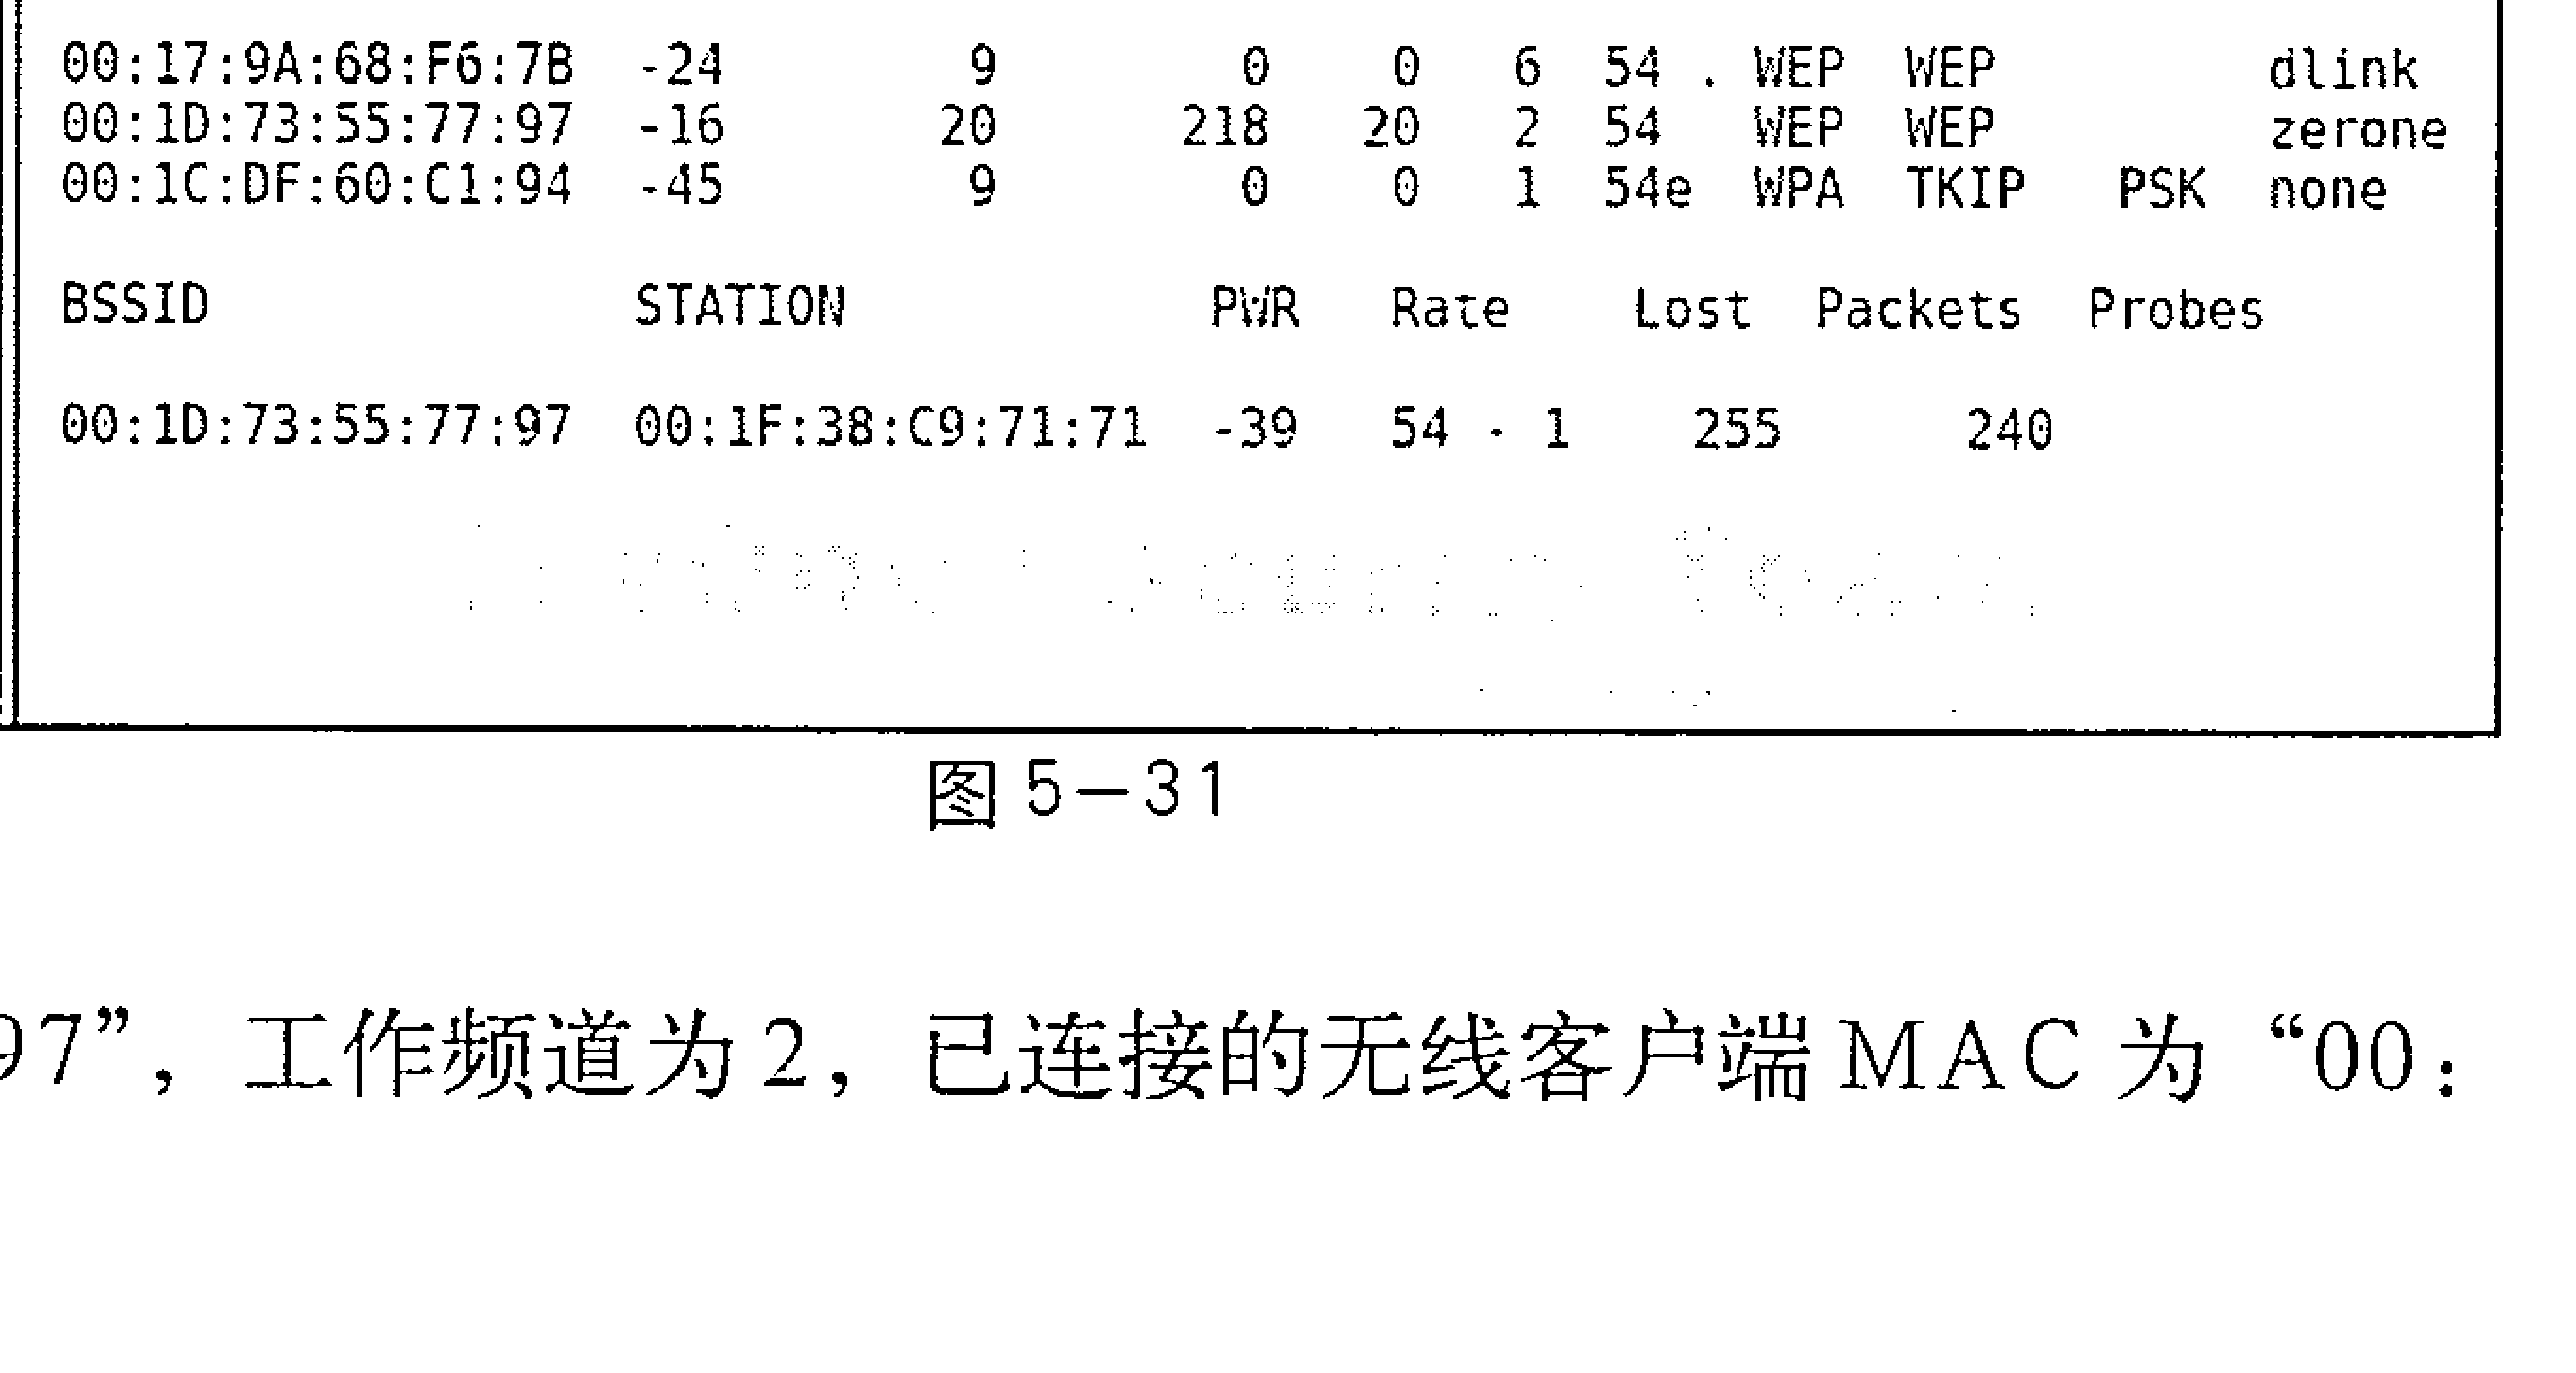 00:17:9A:68:F6:7B -24 9 0 0 6 54 . WEP WEP dlink
00:1D:73:55:77:97 -16 20 218 20 2 54 WEP WEP zerone
00:1C:DF:60:C1:94 -45 9 0 0 1 54e WPA TKIP PSK none
BSSID STATION PWR Rate Lost Packets Probes
00:1D:73:55:77:97 00:1F:38:C9:71:71 -39 54 - 1 255 240
图 5-31
97”，工作频道为 2，已连接的无线客户端 MAC 为 “00：